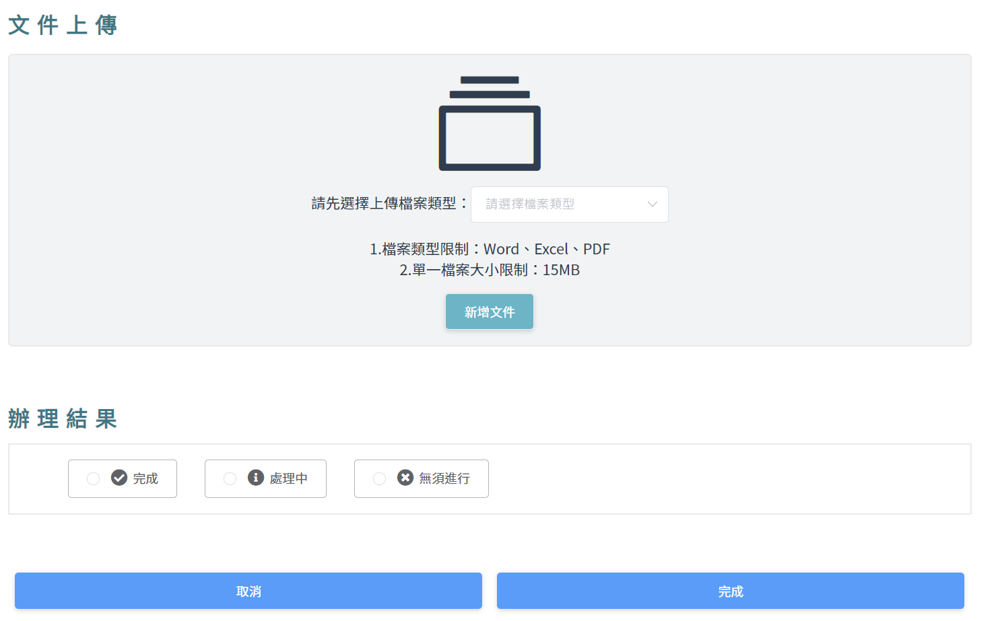 文件上傳
請先選擇上傳檔案類型：請選擇檔案類型
1.檔案類型限制：Word、Excel、PDF
2.單一檔案大小限制：15MB
新增文件
辦理結果
完成 處理中 無須進行
取消 完成